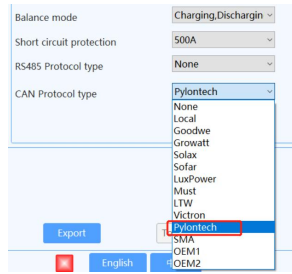 Balance mode Charging,Dischargin
Short circuit protection 500A
RS485 Protocol type None
CAN Protocol type Pylontech
None
Local
Goodwe
Growatt
Solax
Sofar
LuxPower
Must
LTW
Victron
Pylontech
SMA
OEM1
OEM2
Export T
English